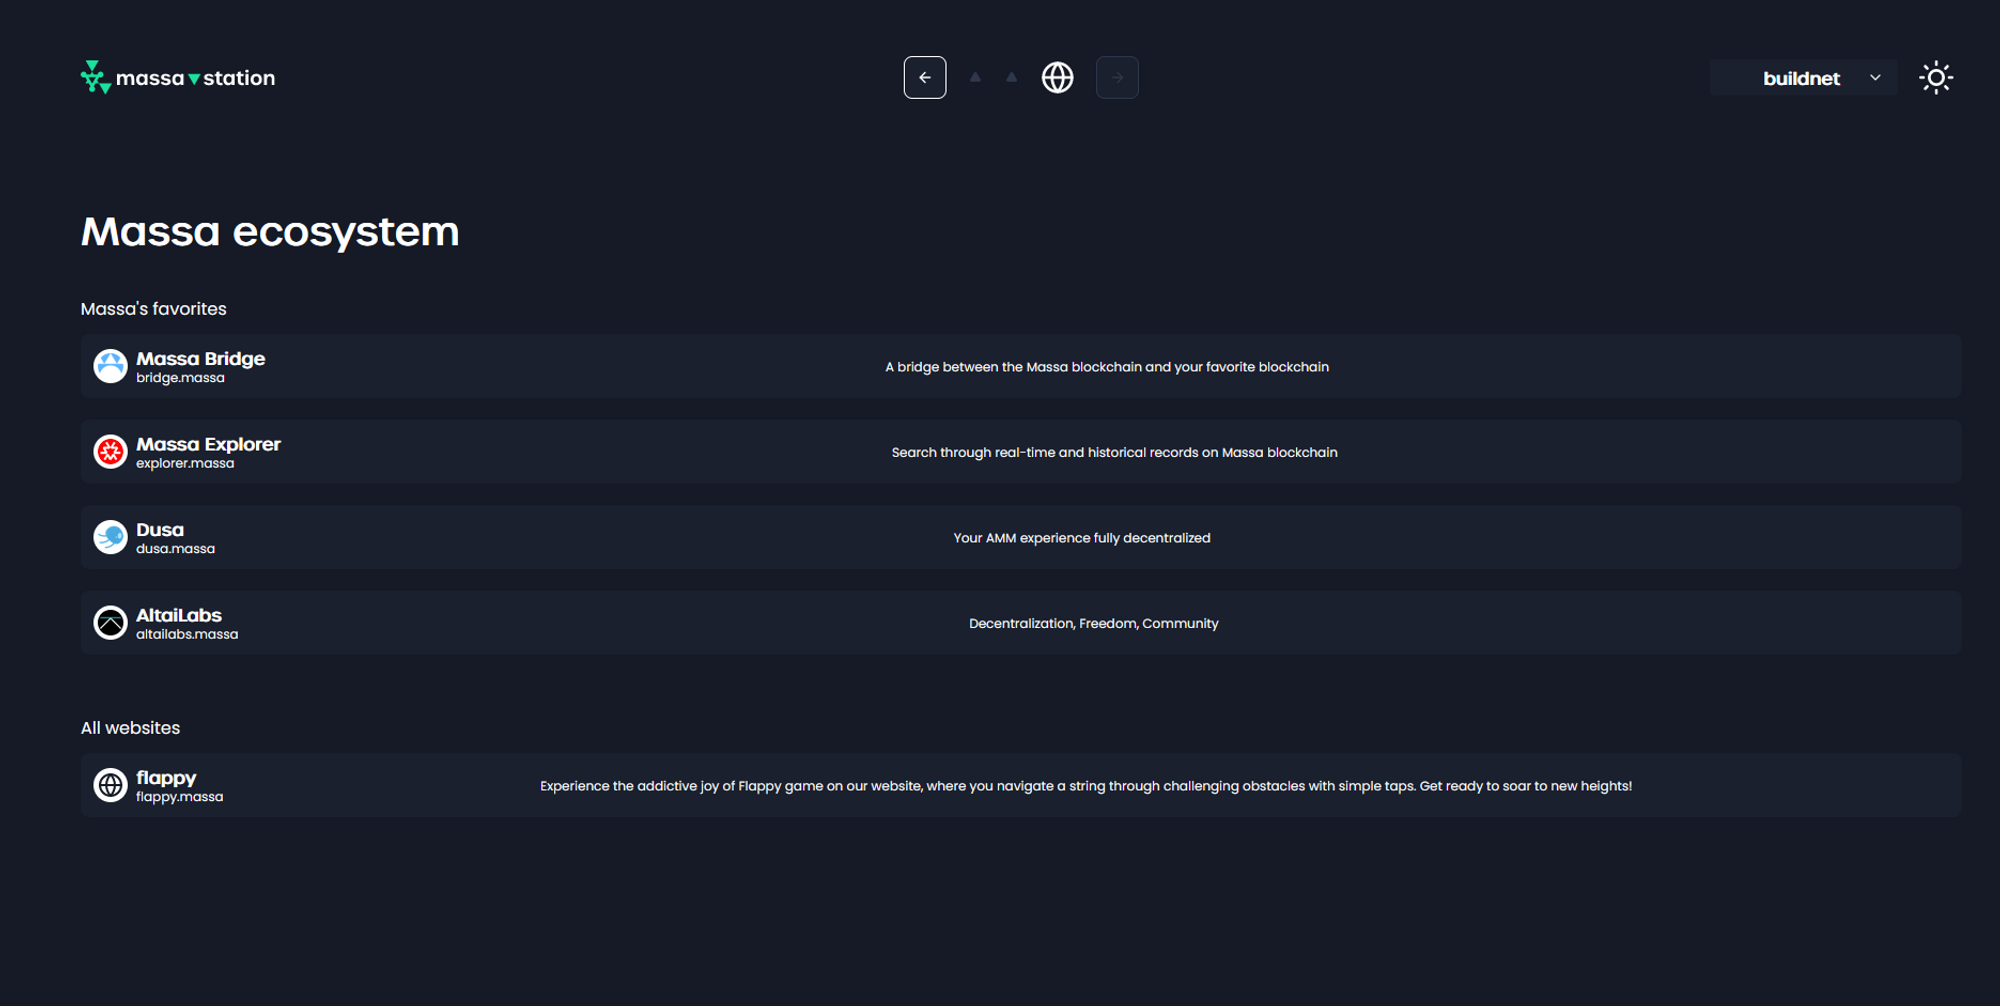 massa station
buildnet
Massa ecosystem
Massa's favorites
Massa Bridge
bridge.massa
A bridge between the Massa blockchain and your favorite blockchain
Massa Explorer
explorer.massa
Search through real-time and historical records on Massa blockchain
Dusa
dusa.massa
Your AMM experience fully decentralized
AltaiLabs
altailabs.massa
Decentralization, Freedom, Community
All websites
flappy
flappy.massa
Experience the addictive joy of Flappy game on our website, where you navigate a string through challenging obstacles with simple taps. Get ready to soar to new heights!